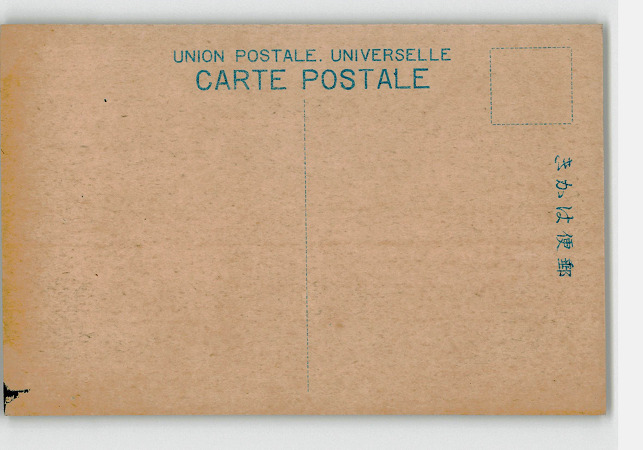 UNION POSTALE. UNIVERSELLE
CARTE POSTALE
きかは便郵